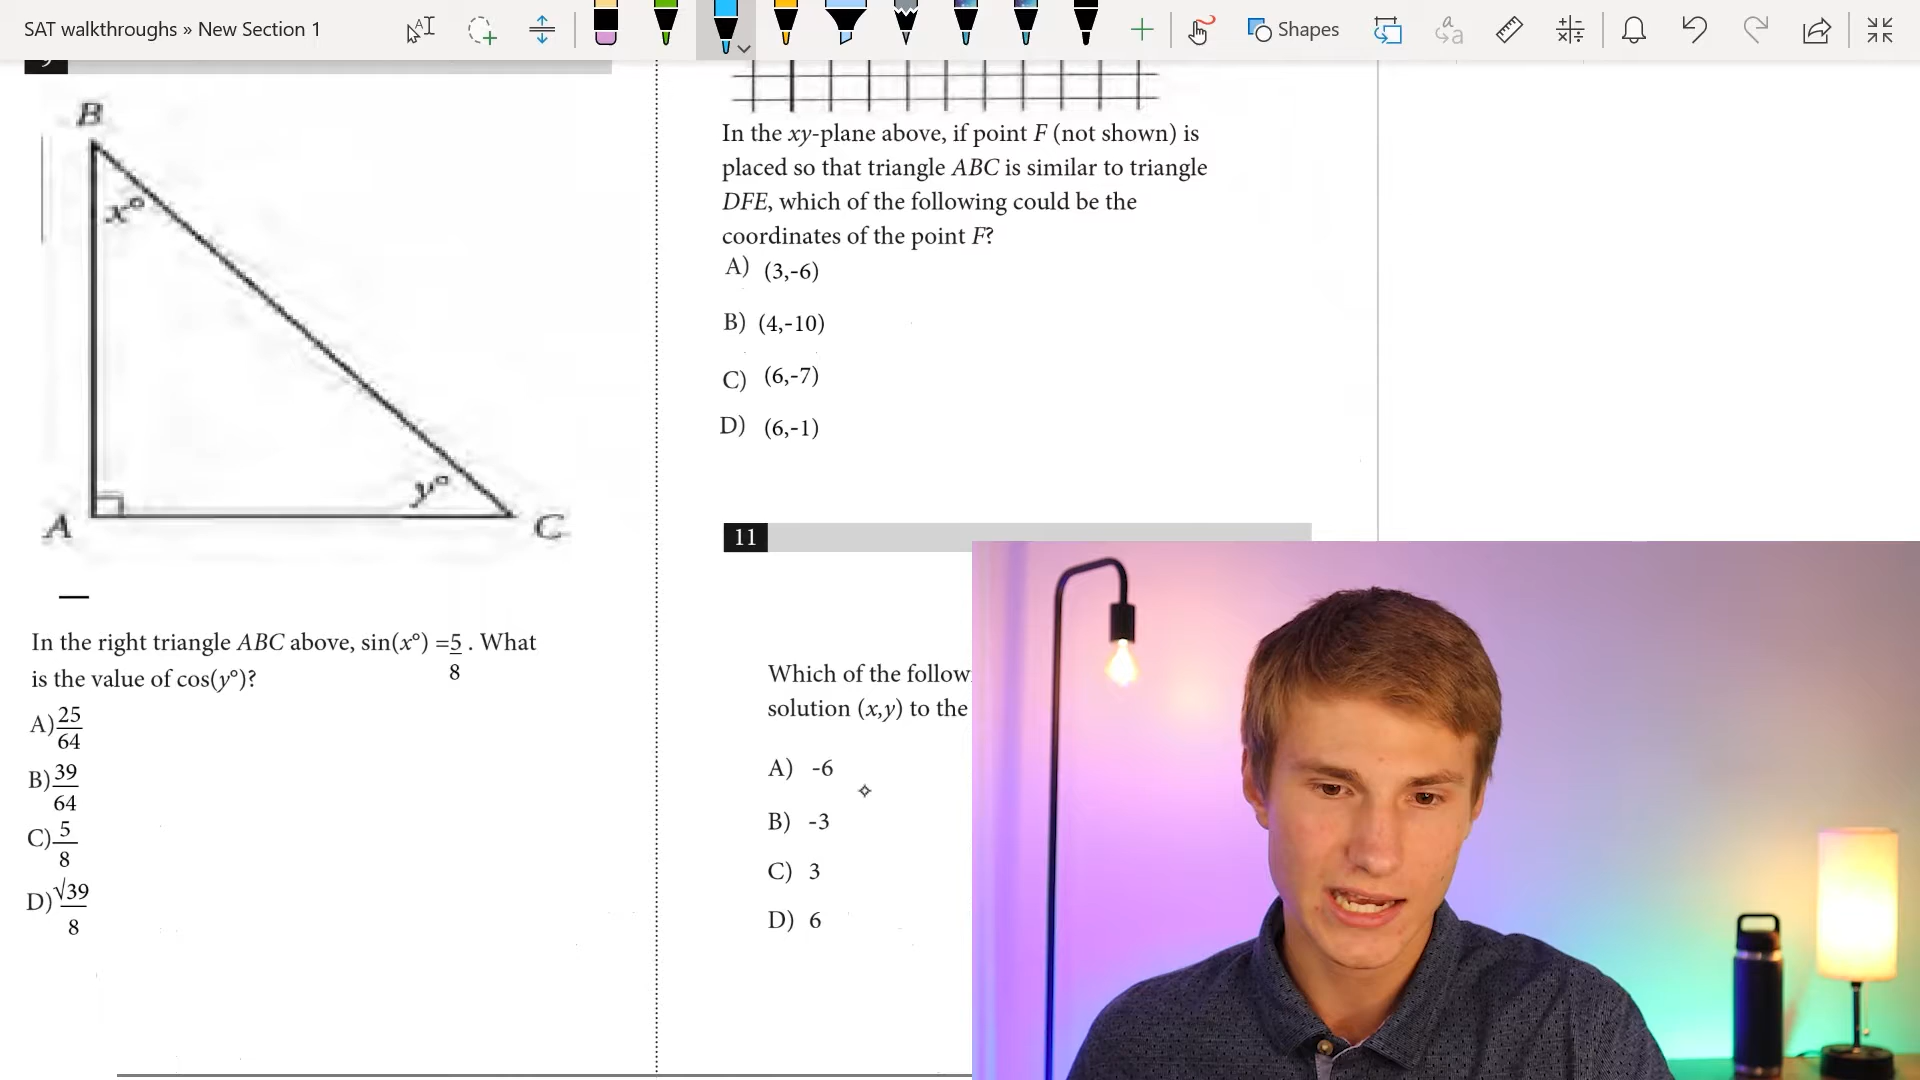 SAT walkthroughs » New Section 1
Shapes
B
x°
y°
A
C
In the right triangle ABC above, sin(x°) =5/8 . What
is the value of cos(y°)?
A) 25/64
B) 39/64
C) 5/8
D) √39/8
In the xy-plane above, if point F (not shown) is
placed so that triangle ABC is similar to triangle
DFE, which of the following could be the
coordinates of the point F?
A) (3,-6)
B) (4,-10)
C) (6,-7)
D) (6,-1)
11
Which of the follow
solution (x,y) to the
A) -6
B) -3
C) 3
D) 6